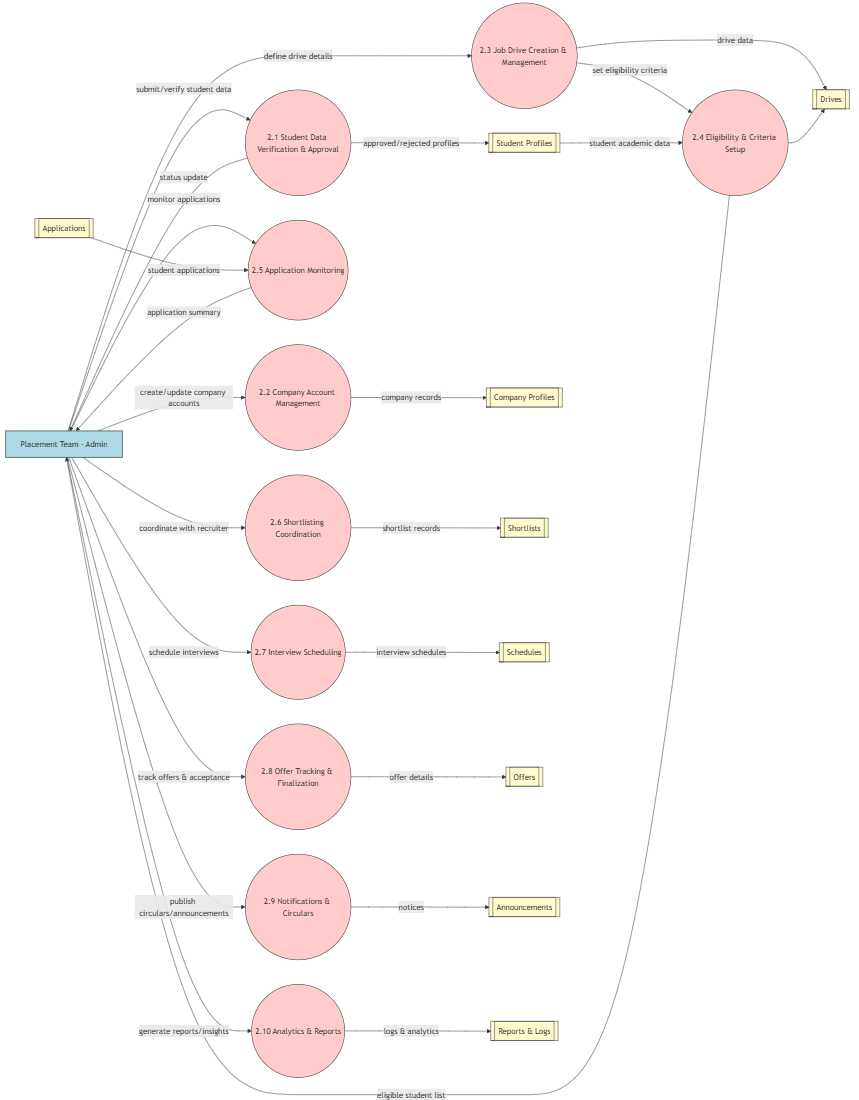 2.3 Job Drive Creation &
Management
drive data
define drive details
set eligibility criteria
submit/verify student data
Drives
2.1 Student Data
Verification & Approval
approved/rejected profiles
Student Profiles
student academic data
2.4 Eligibility & Criteria
Setup
status update
monitor applications
Applications
student applications
2.5 Application Monitoring
application summary
create/update company
accounts
2.2 Company Account
Management
company records
Company Profiles
Placement Team - Admin
coordinate with recruiter
2.6 Shortlisting
Coordination
shortlist records
Shortlists
schedule interviews
2.7 Interview Scheduling
interview schedules
Schedules
track offers & acceptance
2.8 Offer Tracking &
Finalization
offer details
Offers
publish
circulars/announcements
2.9 Notifications &
Circulars
notices
Announcements
generate reports/insights
2.10 Analytics & Reports
logs & analytics
Reports & Logs
eligible student list